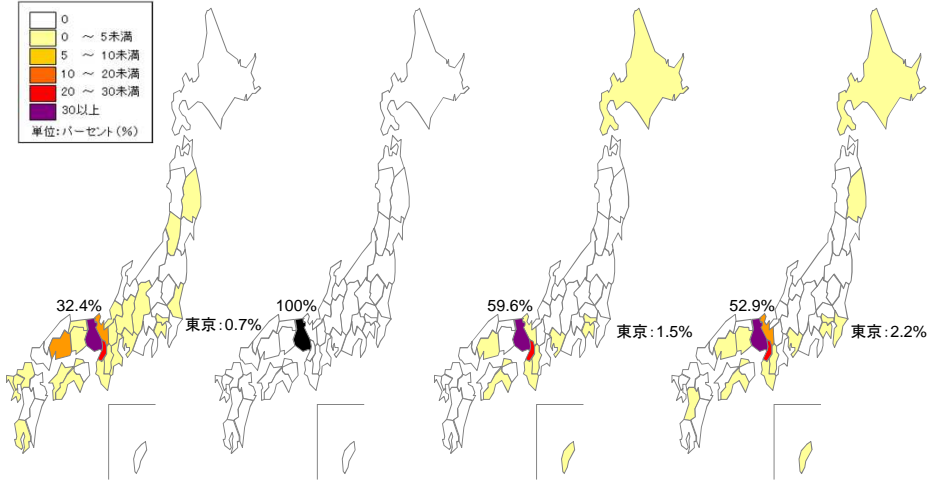 0
0 ～ 5未満
5 ～ 10未満
10 ～ 20未満
20 ～ 30未満
30以上
単位:パーセント(%)
32.4%
東京:0.7%
100%
59.6%
東京:1.5%
52.9%
東京:2.2%